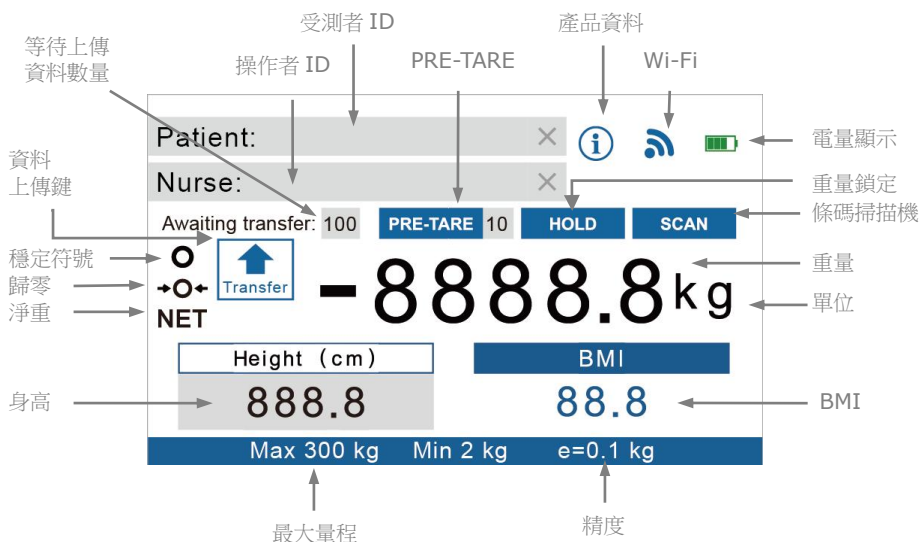 受測者 ID
產品資料
等待上傳
資料數量
操作者 ID
PRE-TARE
Wi-Fi
Patient:
電量顯示
資料
上傳鍵
Nurse:
重量鎖定
Awaiting transfer: 100
PRE-TARE 10
HOLD
SCAN
條碼掃描機
穩定符號
重量
歸零
Transfer
-8888.8kg
單位
淨重
NET
Height (cm)
BMI
身高
888.8
88.8
BMI
Max 300 kg Min 2 kg e=0.1 kg
最大量程
精度